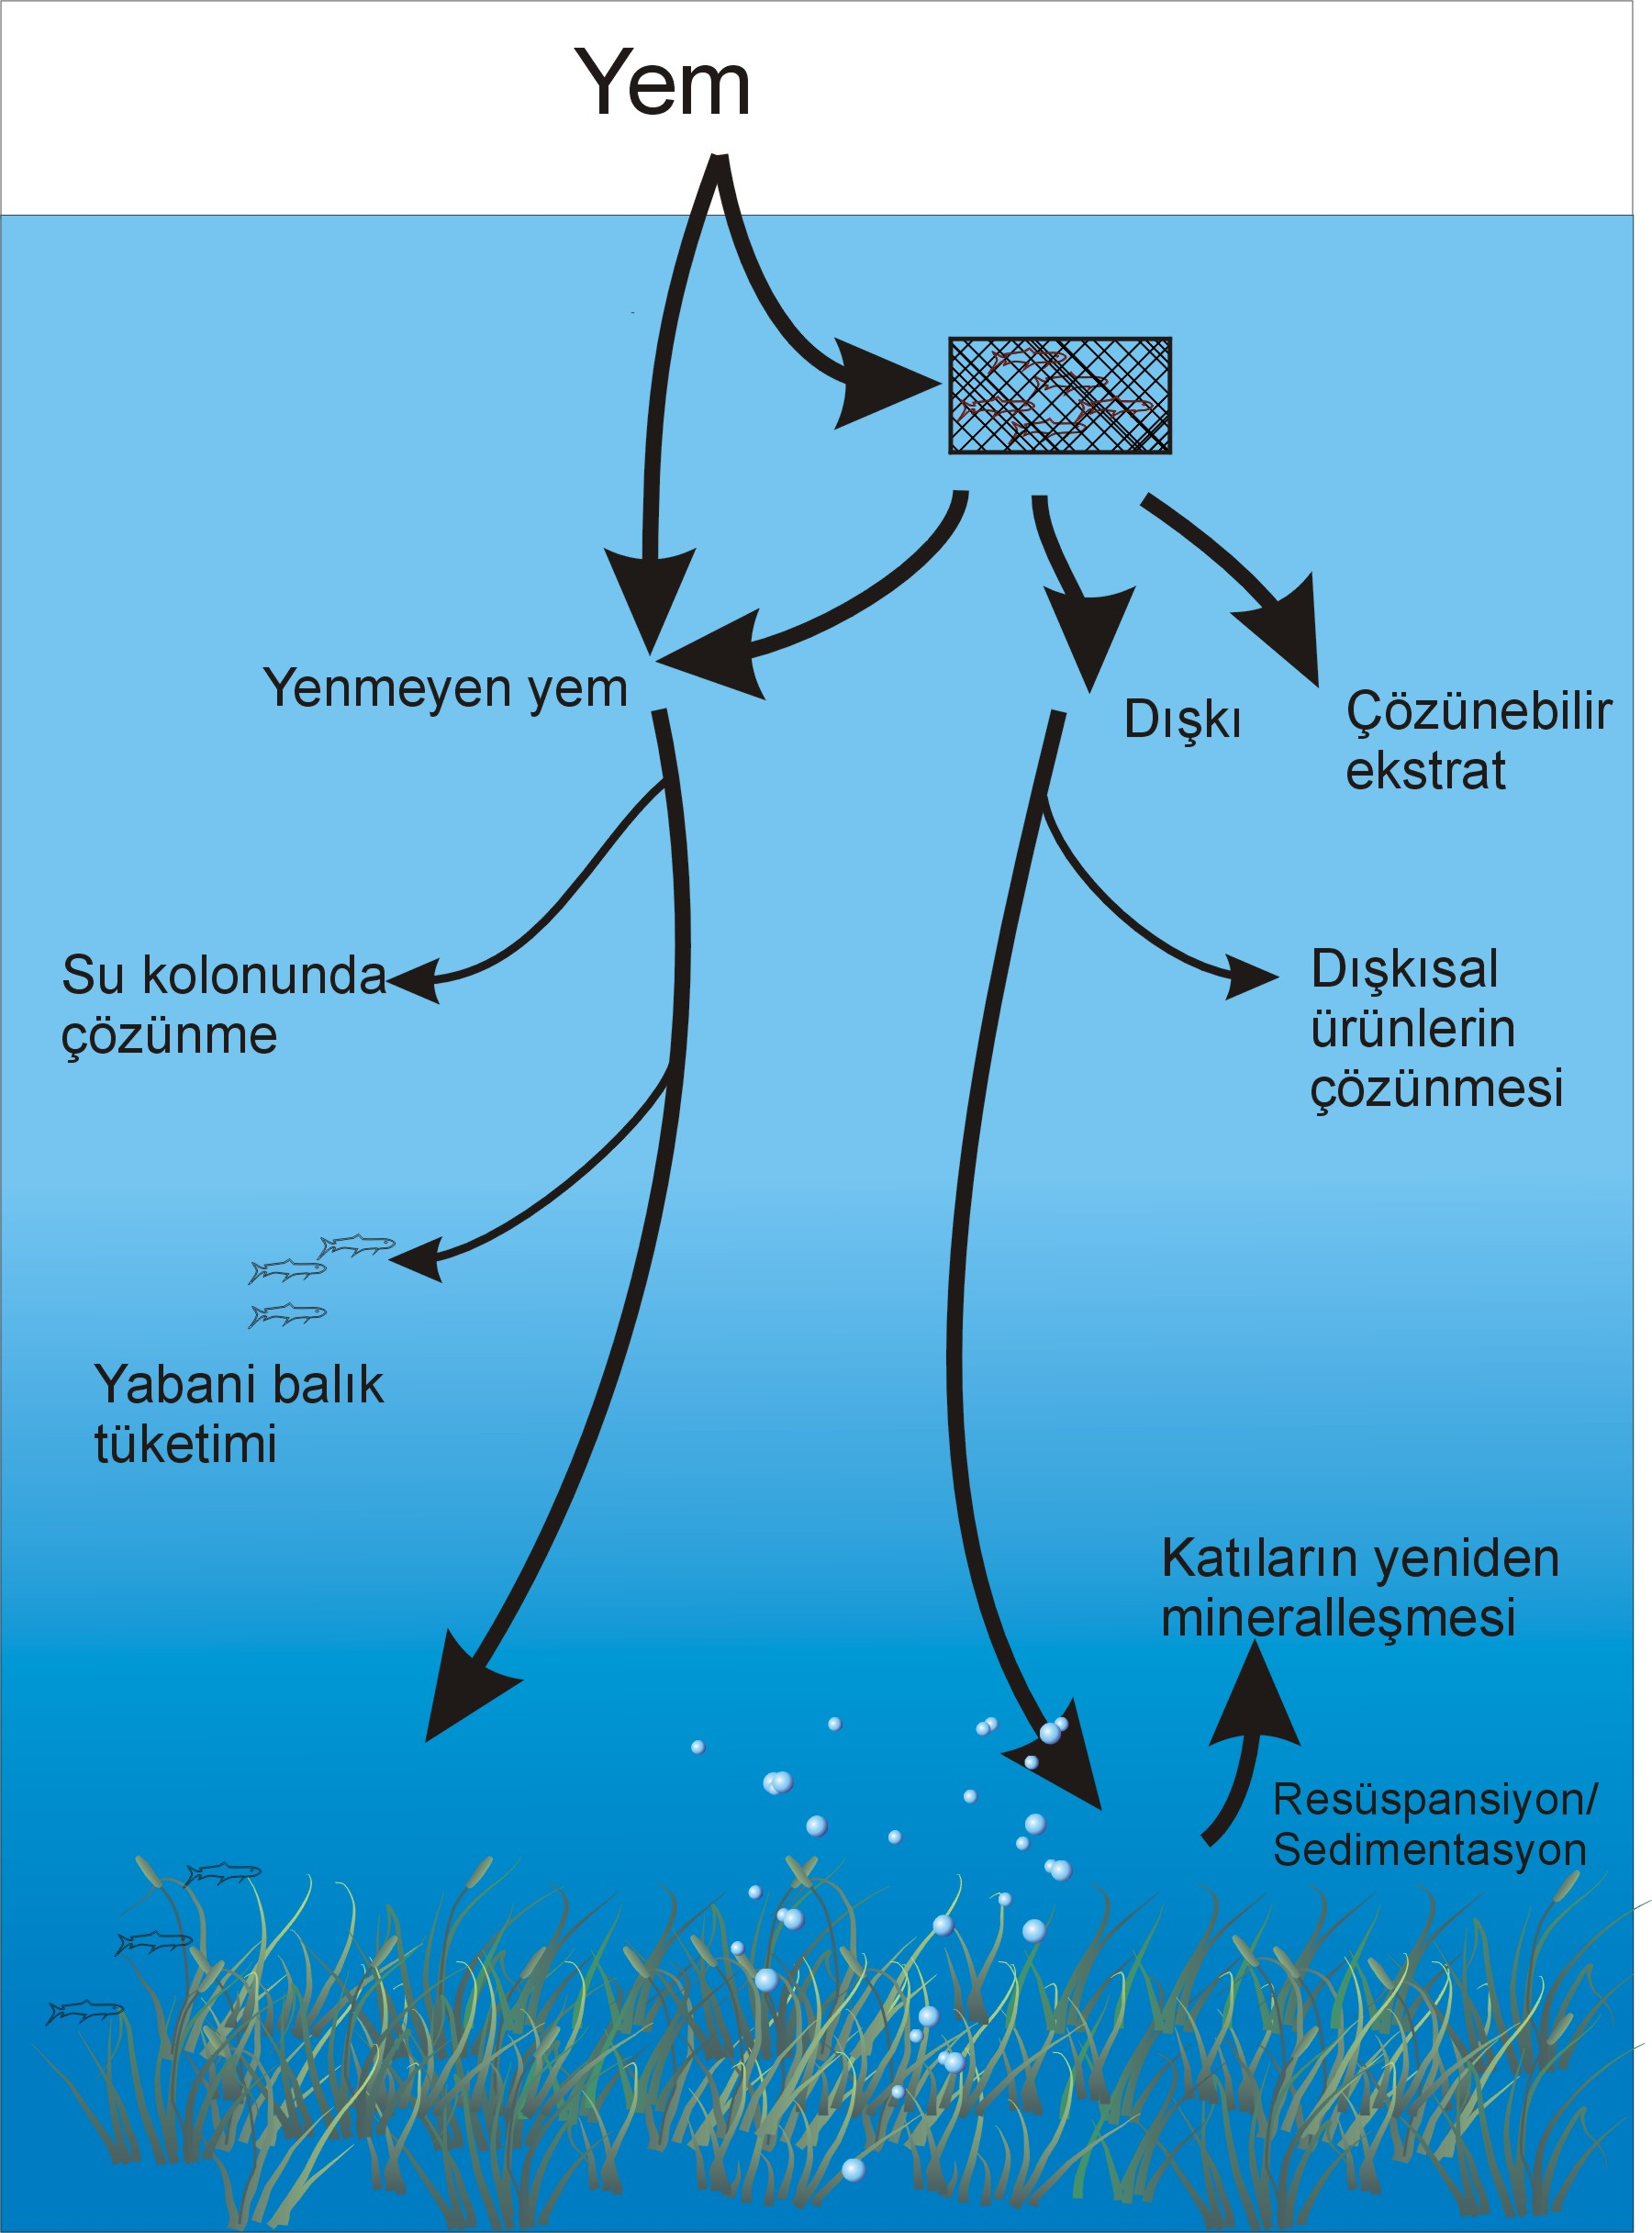 Yem
Yenmeyen yem
Dışkı
Çözünebilir
ekstrat
Su kolonunda
çözünme
Dışkısal
ürünlerin
çözünmesi
Yabani balık
tüketimi
Katıların yeniden
mineralleşmesi
Resüspansiyon/
Sedimentasyon